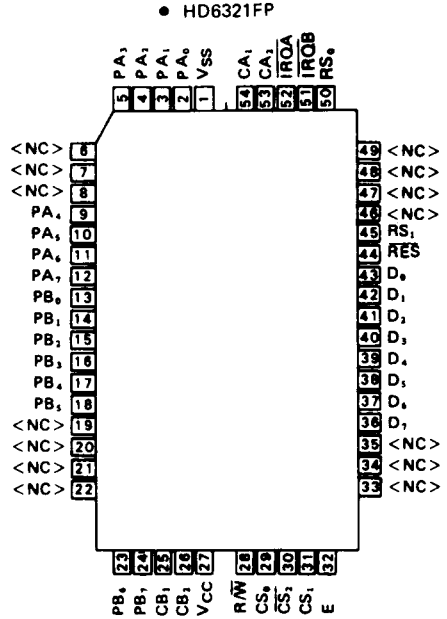 ● HD6321FP
PA₃ PA₂ PA₁ PA₀ VSS CA₁ CA₂ I̅R̅Q̅A̅ I̅R̅Q̅B̅ RS₀
5 4 3 2 1 54 53 52 51 50
<NC> 6 49 <NC>
<NC> 7 48 <NC>
<NC> 8 47 <NC>
PA₄ 9 46 <NC>
PA₅ 10 45 RS₁
PA₆ 11 44 R̅E̅S̅
PA₇ 12 43 D₀
PB₀ 13 42 D₁
PB₁ 14 41 D₂
PB₂ 15 40 D₃
PB₃ 16 39 D₄
PB₄ 17 38 D₅
PB₅ 18 37 D₆
<NC> 19 36 D₇
<NC> 20 35 <NC>
<NC> 21 34 <NC>
<NC> 22 33 <NC>
23 24 25 26 27 28 29 30 31 32
PB₆ PB₇ CB₁ CB₂ VCC R/W̅ CS₀ C̅S̅₂ CS₁ E